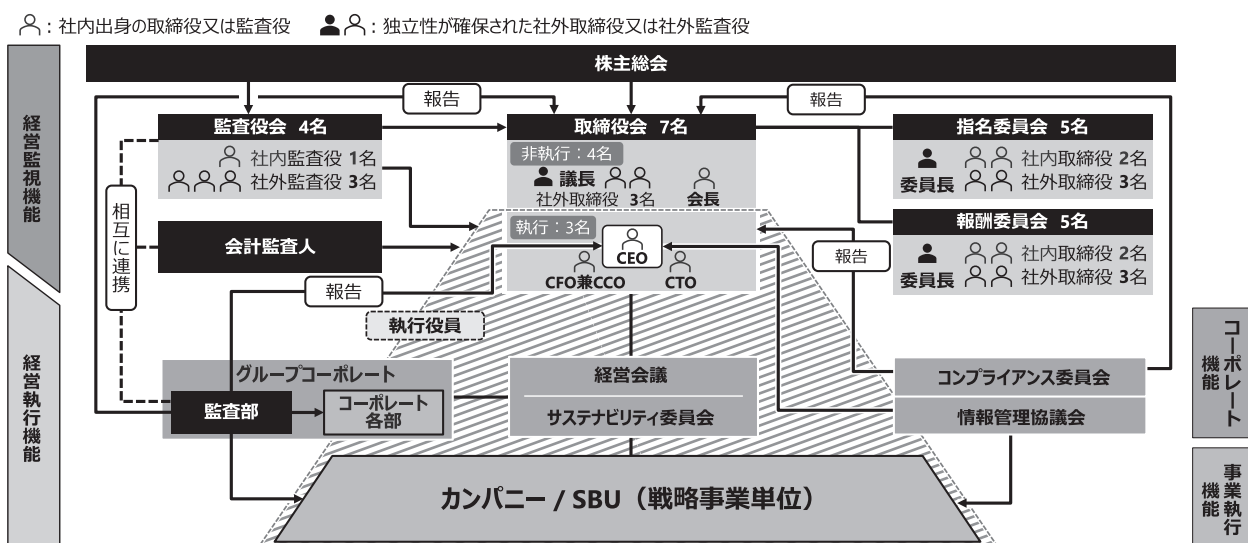 ：社内出身の取締役又は監査役
：独立性が確保された社外取締役又は社外監査役
経営監視機能
経営執行機能
株主総会
報告
報告
監査役会 4名
社内監査役 1名
社外監査役 3名
取締役会 7名
非執行：4名
議長
社外取締役 3名
会長
執行：3名
CEO
CFO兼CCO
CTO
指名委員会 5名
委員長
社内取締役 2名
社外取締役 3名
報酬委員会 5名
委員長
社内取締役 2名
社外取締役 3名
相互に連携
会計監査人
報告
報告
執行役員
グループコーポレート
監査部
コーポレート
各部
経営会議
サステナビリティ委員会
コンプライアンス委員会
情報管理協議会
コーポレート
機能
カンパニー / SBU（戦略事業単位）
事業執行
機能